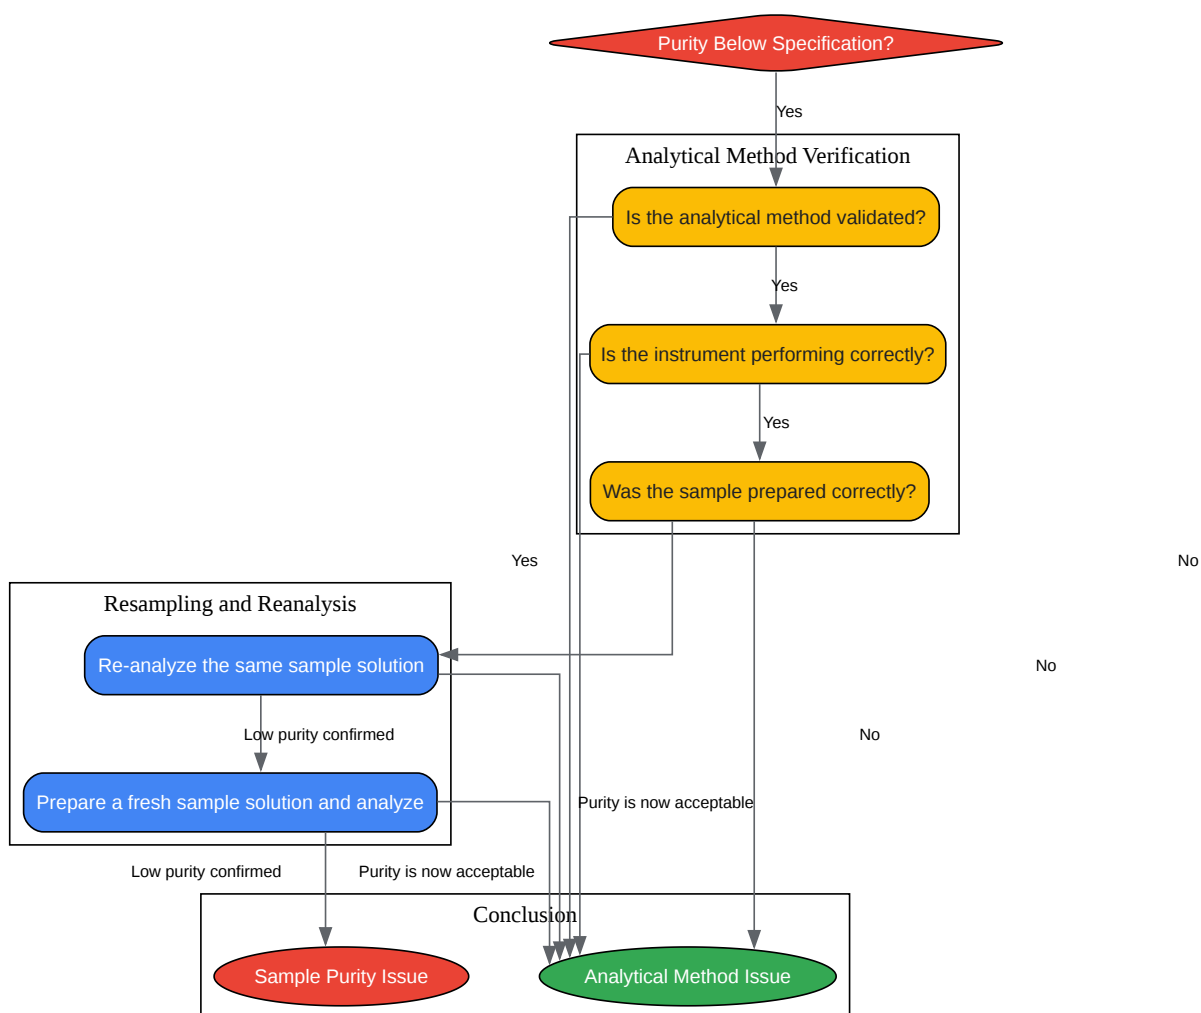 Purity Below Specification?
Yes
Analytical Method Verification
Is the analytical method validated?
Yes
Is the instrument performing correctly?
Yes
Was the sample prepared correctly?
Yes
No
Resampling and Reanalysis
Re-analyze the same sample solution
No
Low purity confirmed
No
Prepare a fresh sample solution and analyze
Purity is now acceptable
Low purity confirmed
Purity is now acceptable
Conclusion
Sample Purity Issue
Analytical Method Issue